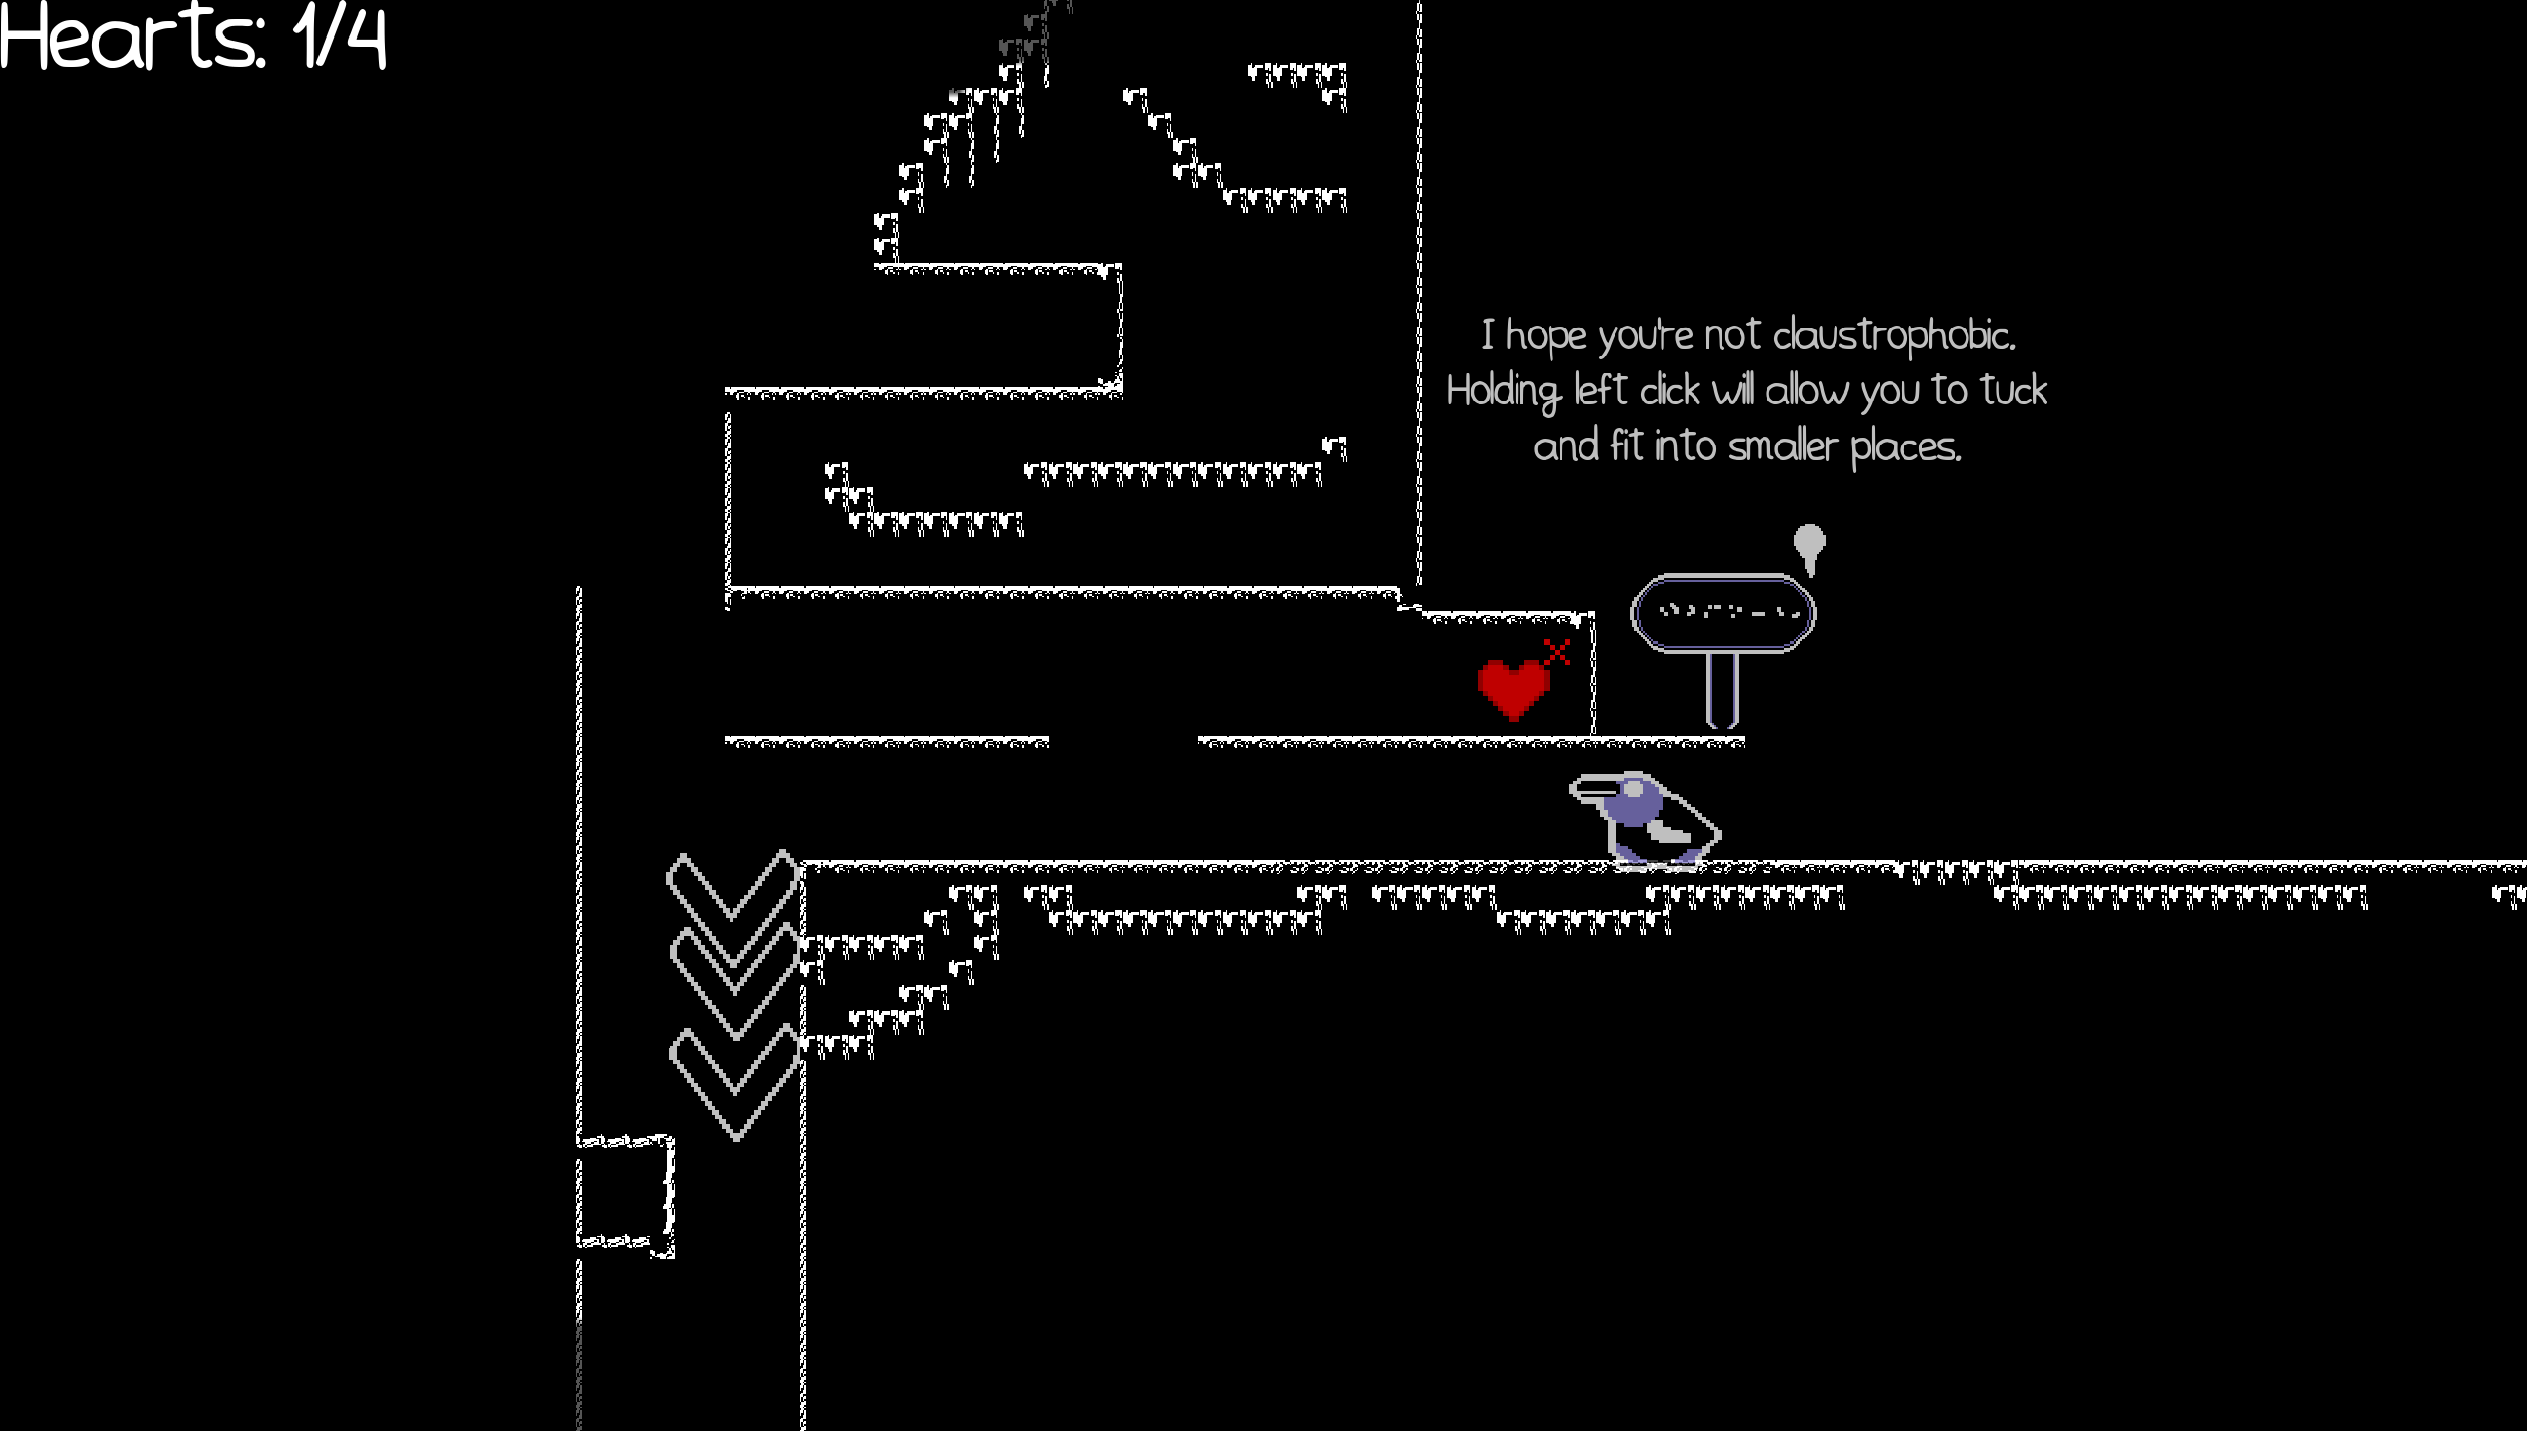 Hearts: 1/4
I hope you're not claustrophobic.
Holding left click will allow you to tuck
and fit into smaller places.